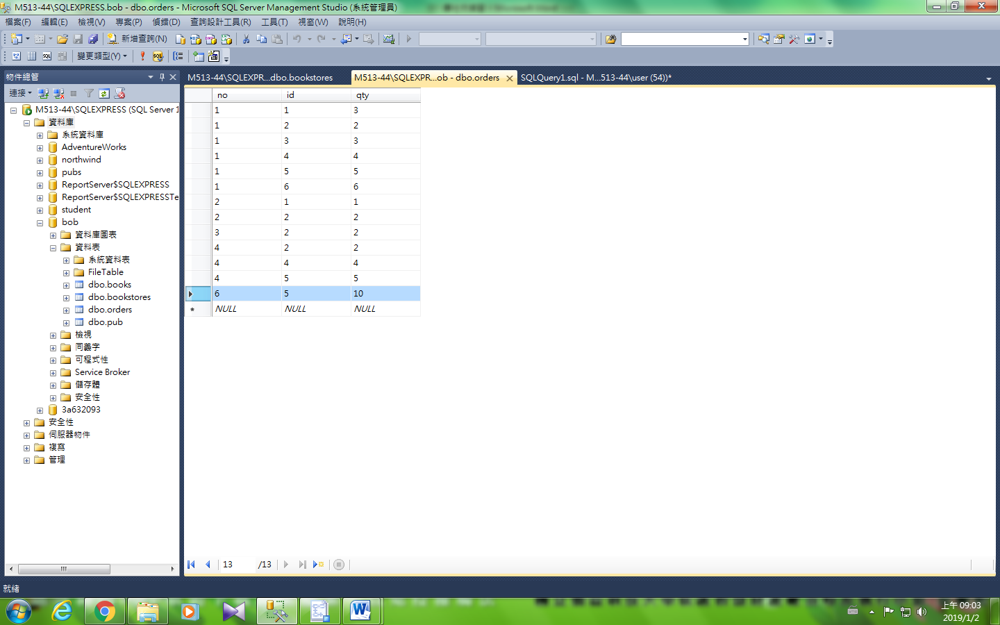 M513-44\SQLEXPRESS.bob - dbo.orders - Microsoft SQL Server Management Studio (系統管理員)
檔案(F) 編輯(E) 檢視(V) 專案(P) 偵錯(D) 查詢設計工具(R) 工具(T) 視窗(W) 說明(H)
新增查詢(N)
變更類型(Y)
物件總管
連接
M513-44\SQLEXPRESS (SQL Server 1
資料庫
系統資料庫
AdventureWorks
northwind
pubs
ReportServer$SQLEXPRESS
ReportServer$SQLEXPRESSTe
student
bob
資料庫圖表
資料表
系統資料表
FileTable
dbo.books
dbo.bookstores
dbo.orders
dbo.pub
檢視
同義字
可程式性
Service Broker
儲存體
安全性
3a632093
安全性
伺服器物件
複寫
管理
M513-44\SQLEXPR...dbo.bookstores M513-44\SQLEXPR...ob - dbo.orders SQLQuery1.sql - M...513-44\user (54))*
no id qty
1 1 3
1 2 2
1 3 3
1 4 4
1 5 5
1 6 6
2 1 1
2 2 2
3 2 2
4 2 2
4 4 4
4 5 5
6 5 10
NULL NULL NULL
13 /13
就緒
上午 09:03
2019/1/2